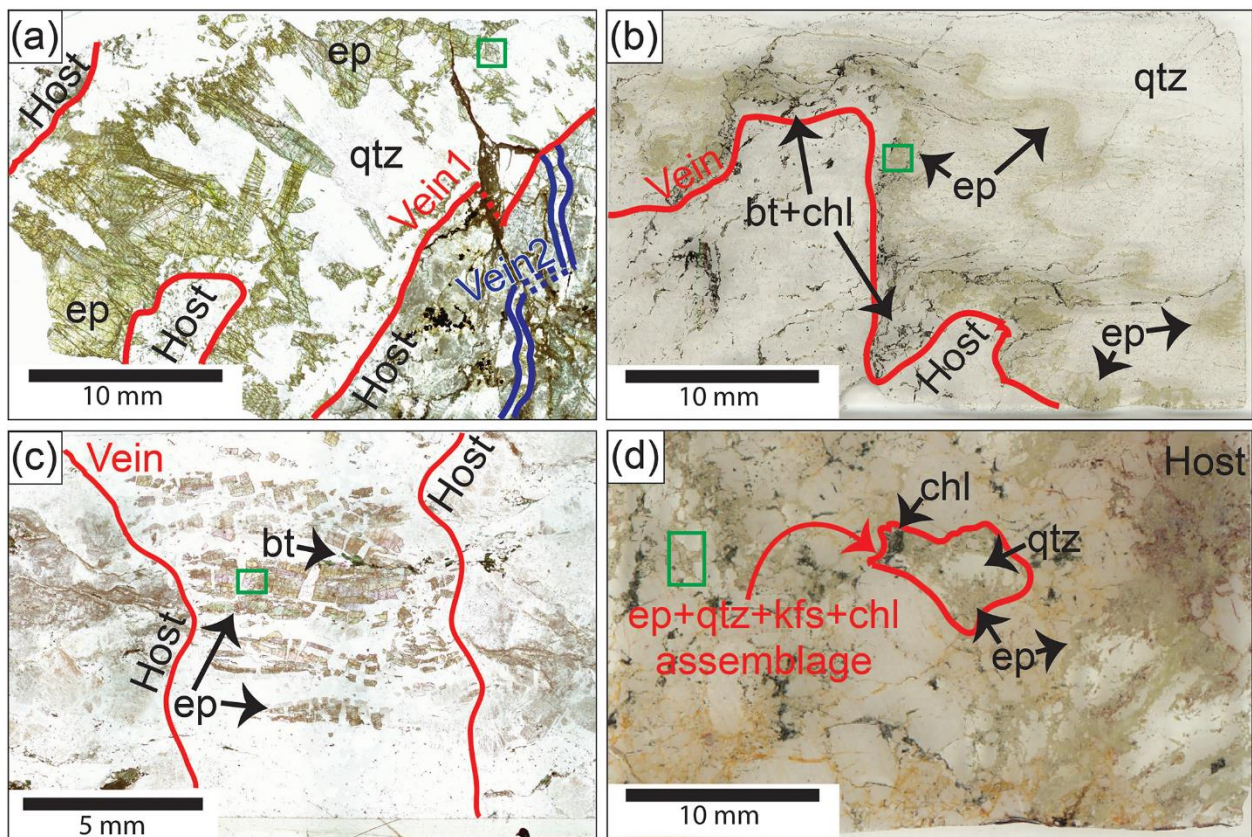 (a)
Host
ep
qtz
Vein1
Vein2
ep
Host
Host
10 mm
(b)
qtz
Vein
ep
bt+chl
Host
ep
10 mm
(c)
Vein
Host
bt
Host
ep
5 mm
(d)
Host
chl
qtz
ep+qtz+kfs+chl
assemblage
ep
10 mm